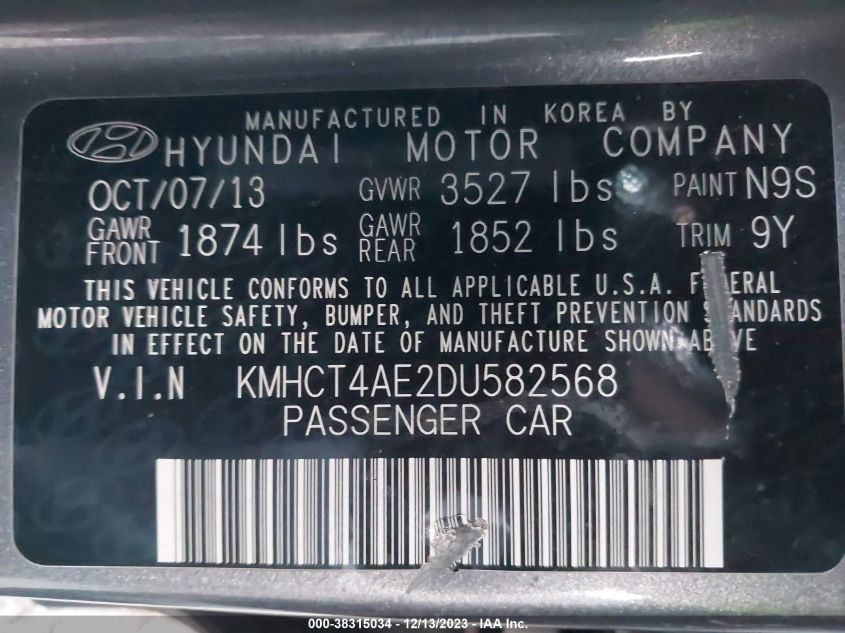 MANUFACTURED IN KOREA BY
HYUNDAI MOTOR COMPANY
OCT/07/13 GVWR 3527 lbs PAINT N9S
GAWR FRONT 1874 lbs GAWR REAR 1852 lbs TRIM 9Y
THIS VEHICLE CONFORMS TO ALL APPLICABLE U.S.A. FEDERAL
MOTOR VEHICLE SAFETY, BUMPER, AND THEFT PREVENTION STANDARDS
IN EFFECT ON THE DATE OF MANUFACTURE SHOWN ABOVE
V.I.N KMHCT4AE2DU582568
PASSENGER CAR
000-38315034 - 12/13/2023 - IAA Inc.